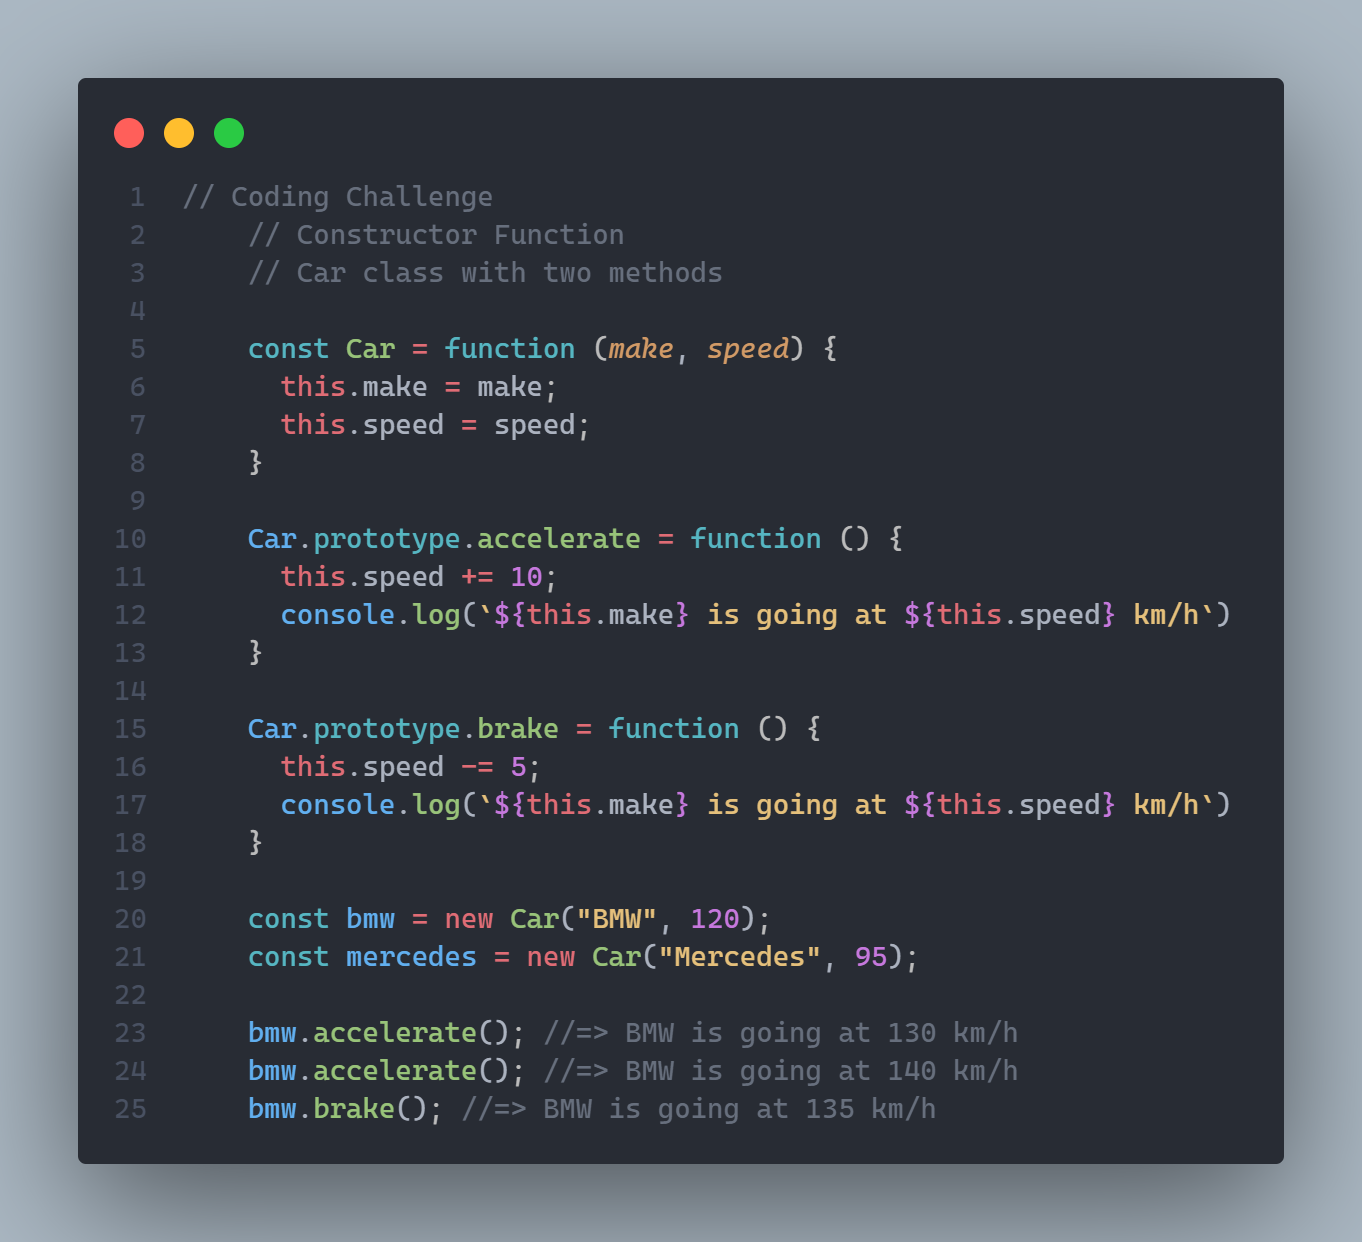 1 // Coding Challenge
2     // Constructor Function
3     // Car class with two methods
4
5     const Car = function (make, speed) {
6       this.make = make;
7       this.speed = speed;
8     }
9
10     Car.prototype.accelerate = function () {
11       this.speed += 10;
12       console.log(`${this.make} is going at ${this.speed} km/h`)
13     }
14
15     Car.prototype.brake = function () {
16       this.speed -= 5;
17       console.log(`${this.make} is going at ${this.speed} km/h`)
18     }
19
20     const bmw = new Car("BMW", 120);
21     const mercedes = new Car("Mercedes", 95);
22
23     bmw.accelerate(); //=> BMW is going at 130 km/h
24     bmw.accelerate(); //=> BMW is going at 140 km/h
25     bmw.brake(); //=> BMW is going at 135 km/h